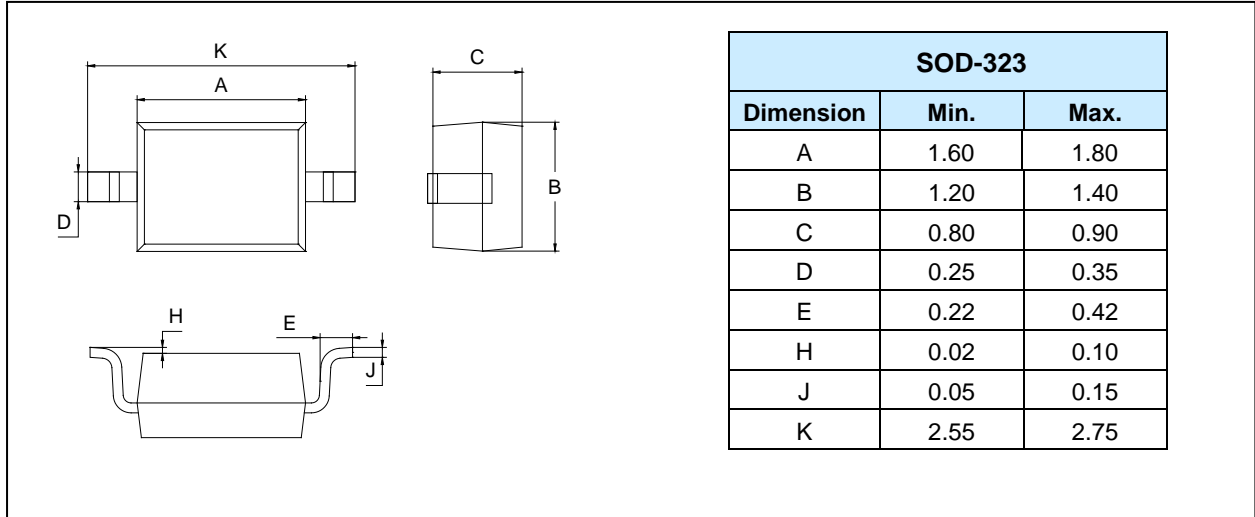 K
A
C
B
D
H
E
J
SOD-323
Dimension Min. Max.
A 1.60 1.80
B 1.20 1.40
C 0.80 0.90
D 0.25 0.35
E 0.22 0.42
H 0.02 0.10
J 0.05 0.15
K 2.55 2.75